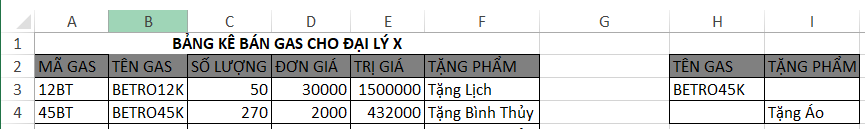 A B C D E F G H I
1 BẢNG KÊ BÁN GAS CHO ĐẠI LÝ X
2 MÃ GAS TÊN GAS SỐ LƯỢNG ĐƠN GIÁ TRỊ GIÁ TẶNG PHẨM TÊN GAS TẶNG PHẨM
3 12BT BETRO12K 50 30000 1500000 Tặng Lịch BETRO45K
4 45BT BETRO45K 270 2000 432000 Tặng Bình Thủy Tặng Áo